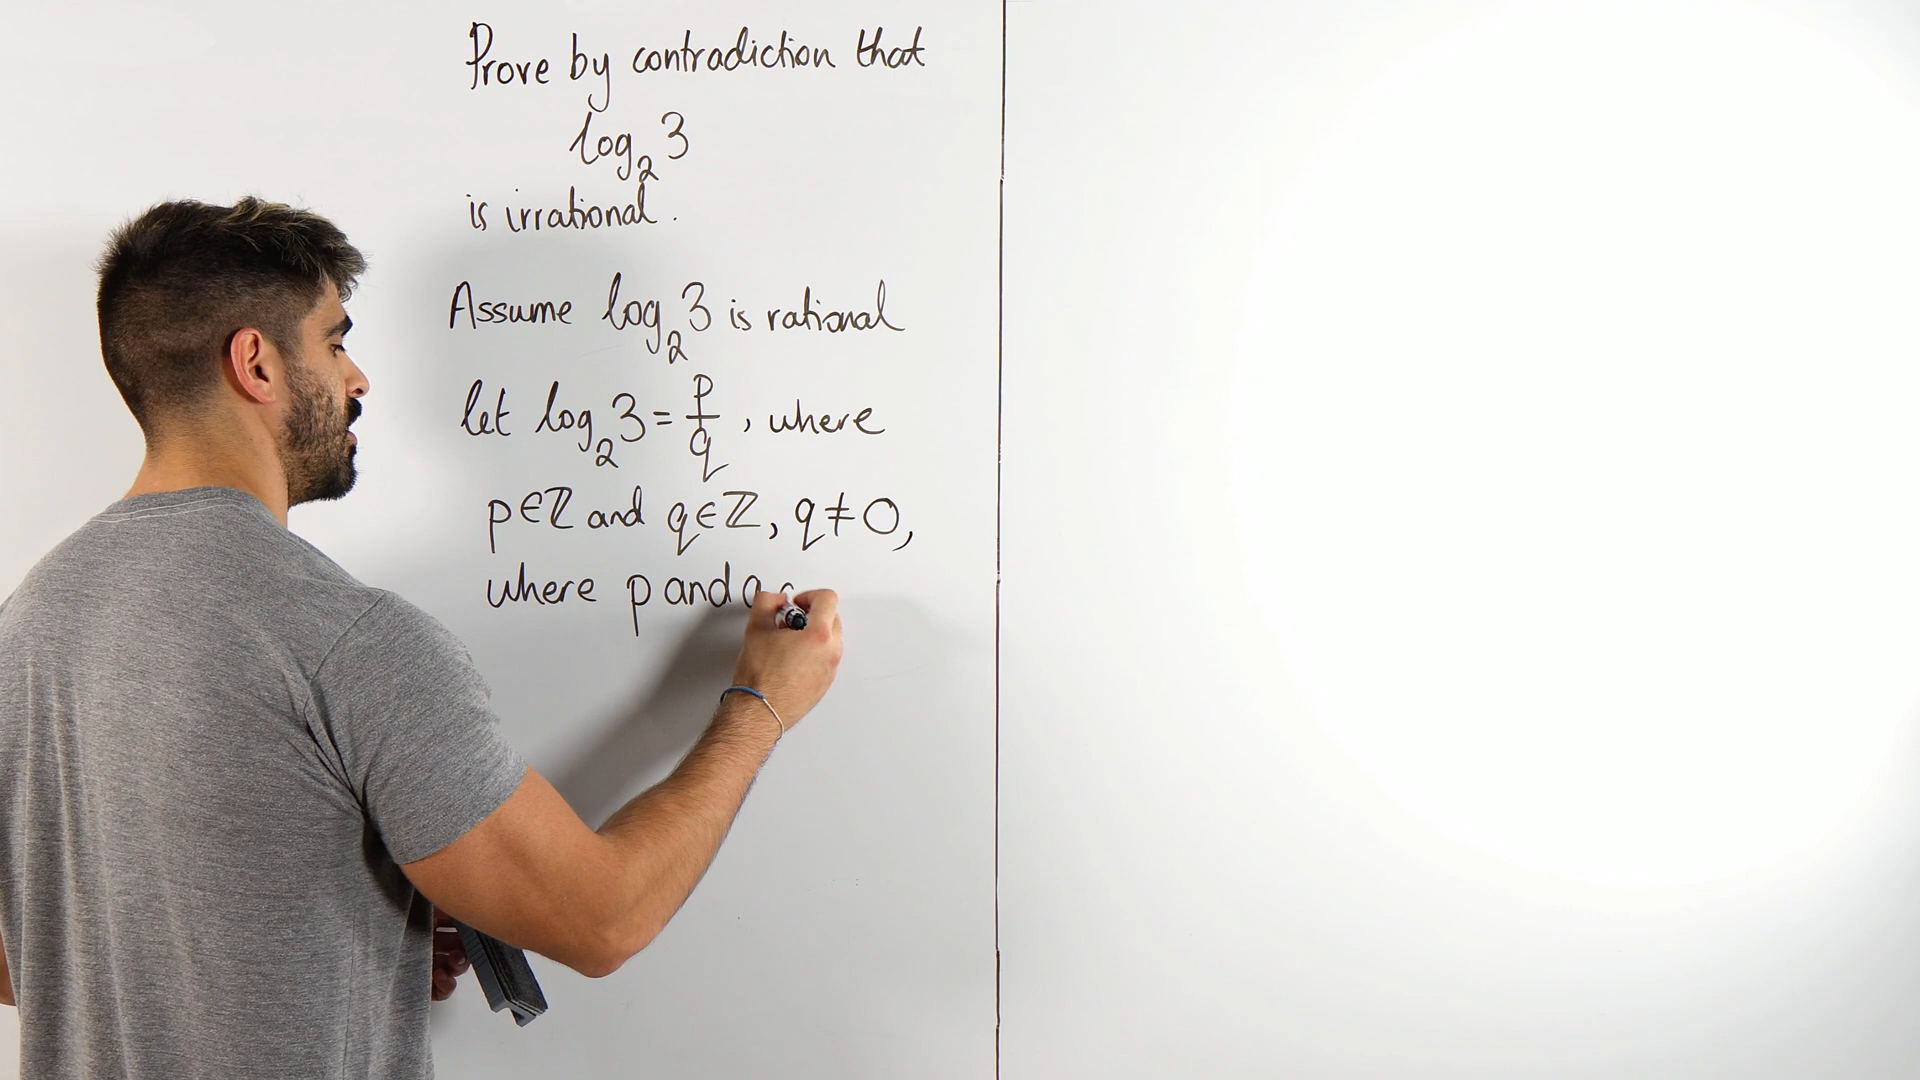 Prove by contradiction that
log₂3
is irrational.
Assume log₂3 is rational
let log₂3 = p/q, where
p∈ℤ and q∈ℤ, q≠0,
where p and q